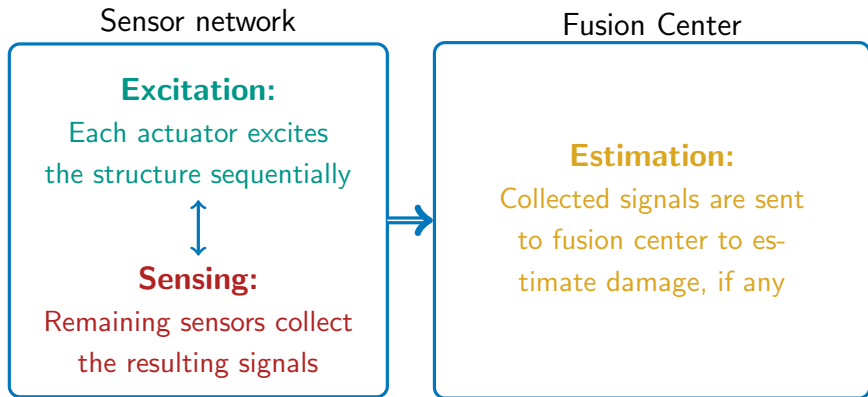 Sensor network
Excitation:
Each actuator excites
the structure sequentially
Sensing:
Remaining sensors collect
the resulting signals
Fusion Center
Estimation:
Collected signals are sent
to fusion center to es-
timate damage, if any